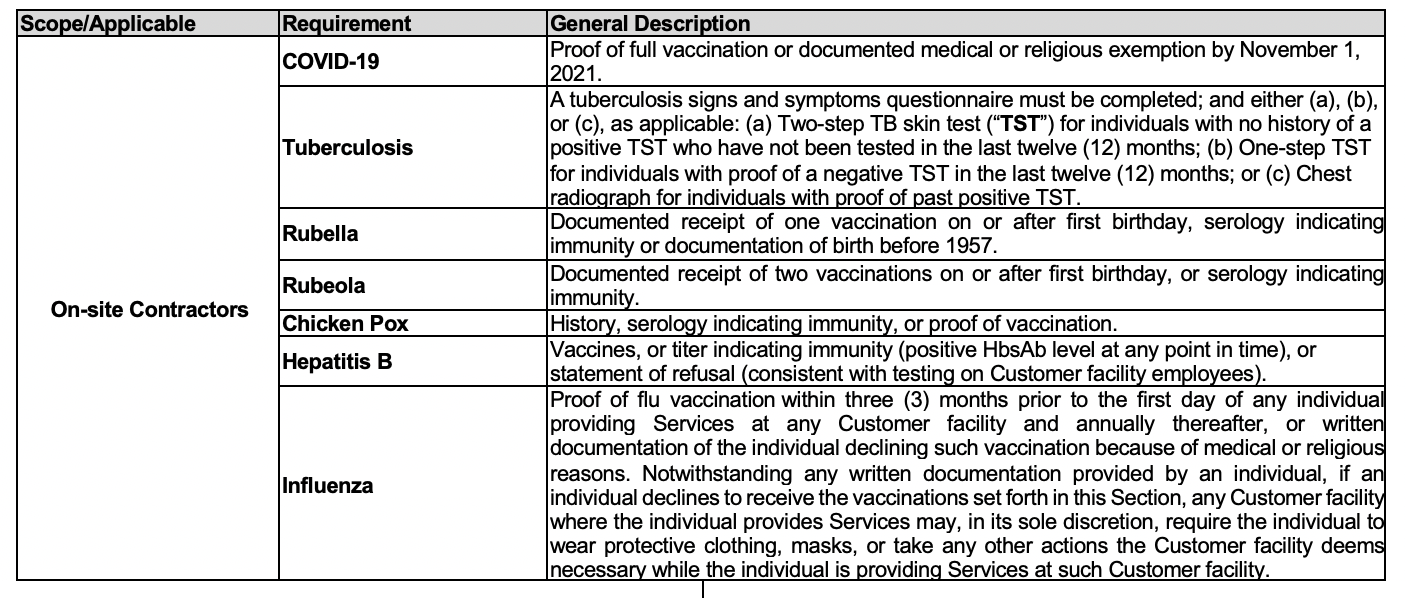 Scope/Applicable Requirement General Description
On-site Contractors
COVID-19
Proof of full vaccination or documented medical or religious exemption by November 1,
2021.
Tuberculosis
A tuberculosis signs and symptoms questionnaire must be completed; and either (a), (b),
or (c), as applicable: (a) Two-step TB skin test (“TST”) for individuals with no history of a
positive TST who have not been tested in the last twelve (12) months; (b) One-step TST
for individuals with proof of a negative TST in the last twelve (12) months; or (c) Chest
radiograph for individuals with proof of past positive TST.
Rubella
Documented receipt of one vaccination on or after first birthday, serology indicating
immunity or documentation of birth before 1957.
Rubeola
Documented receipt of two vaccinations on or after first birthday, or serology indicating
immunity.
Chicken Pox
History, serology indicating immunity, or proof of vaccination.
Hepatitis B
Vaccines, or titer indicating immunity (positive HbsAb level at any point in time), or
statement of refusal (consistent with testing on Customer facility employees).
Influenza
Proof of flu vaccination within three (3) months prior to the first day of any individual
providing Services at any Customer facility and annually thereafter, or written
documentation of the individual declining such vaccination because of medical or religious
reasons. Notwithstanding any written documentation provided by an individual, if an
individual declines to receive the vaccinations set forth in this Section, any Customer facility
where the individual provides Services may, in its sole discretion, require the individual to
wear protective clothing, masks, or take any other actions the Customer facility deems
necessary while the individual is providing Services at such Customer facility.